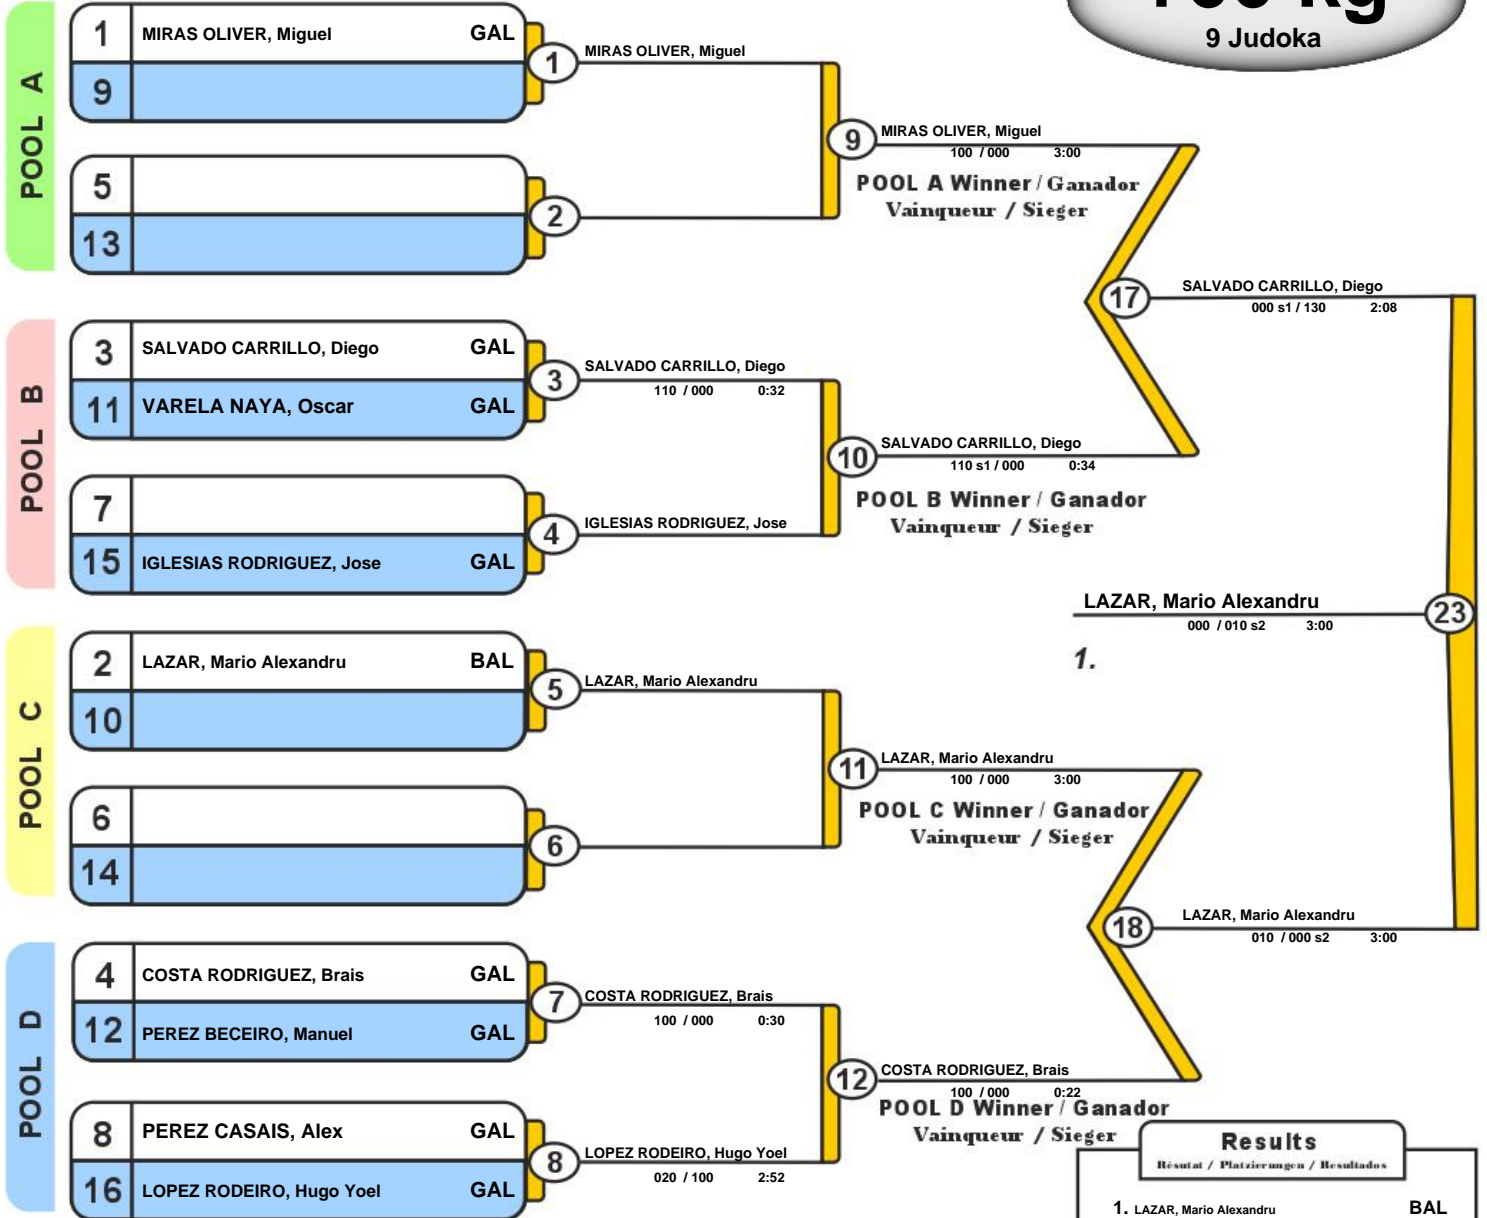 9 Judoka
POOL A
1 MIRAS OLIVER, Miguel GAL
9
5
13
1
MIRAS OLIVER, Miguel
2
9
MIRAS OLIVER, Miguel
100 / 000 3:00
POOL A Winner / Ganador
Vainqueur / Sieger
POOL B
3 SALVADO CARRILLO, Diego GAL
11 VARELA NAYA, Oscar GAL
7
15 IGLESIAS RODRIGUEZ, Jose GAL
3
SALVADO CARRILLO, Diego
110 / 000 0:32
4
IGLESIAS RODRIGUEZ, Jose
10
SALVADO CARRILLO, Diego
110 s1 / 000 0:34
POOL B Winner / Ganador
Vainqueur / Sieger
17
SALVADO CARRILLO, Diego
000 s1 / 130 2:08
POOL C
2 LAZAR, Mario Alexandru BAL
10
6
14
5
LAZAR, Mario Alexandru
6
11
LAZAR, Mario Alexandru
100 / 000 3:00
POOL C Winner / Ganador
Vainqueur / Sieger
POOL D
4 COSTA RODRIGUEZ, Brais GAL
12 PEREZ BECEIRO, Manuel GAL
8 PEREZ CASAIS, Alex GAL
16 LOPEZ RODEIRO, Hugo Yoel GAL
7
COSTA RODRIGUEZ, Brais
100 / 000 0:30
8
LOPEZ RODEIRO, Hugo Yoel
020 / 100 2:52
12
COSTA RODRIGUEZ, Brais
100 / 000 0:22
POOL D Winner / Ganador
Vainqueur / Sieger
18
LAZAR, Mario Alexandru
010 / 000 s2 3:00
23
LAZAR, Mario Alexandru
000 / 010 s2 3:00
1.
Results
Résutat / Platzierungen / Resultados
1. LAZAR, Mario Alexandru BAL